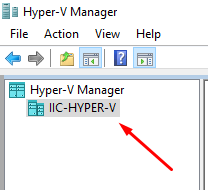 Hyper-V Manager
File Action View Help
Hyper-V Manager
IIC-HYPER-V